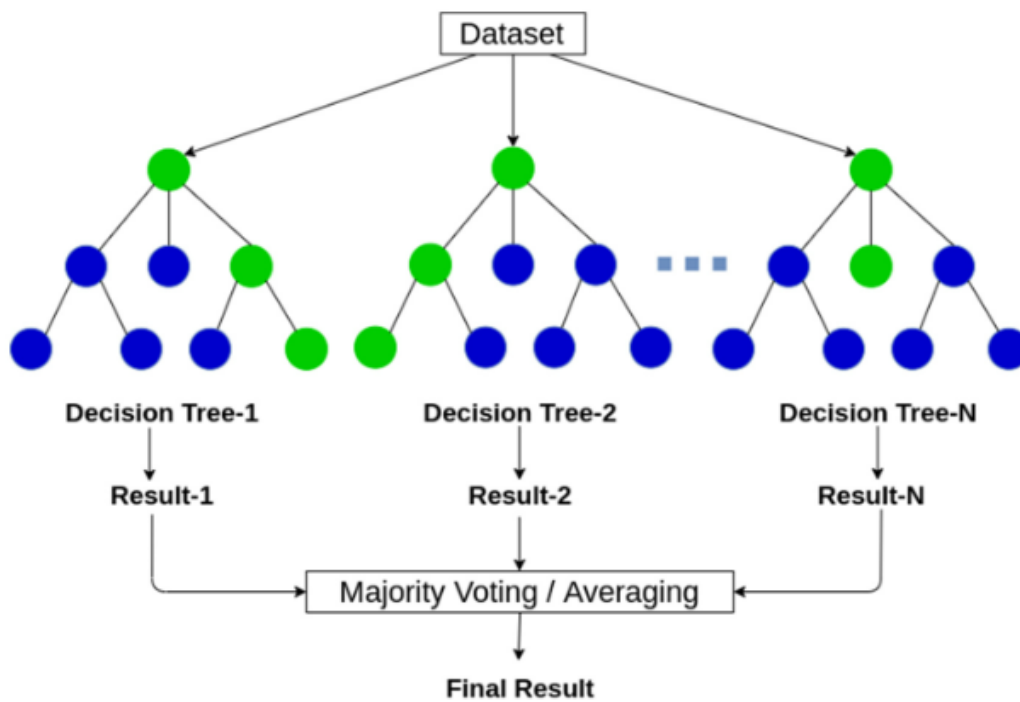 Dataset
Decision Tree-1
Decision Tree-2
Decision Tree-N
Result-1
Result-2
Result-N
Majority Voting / Averaging
Final Result